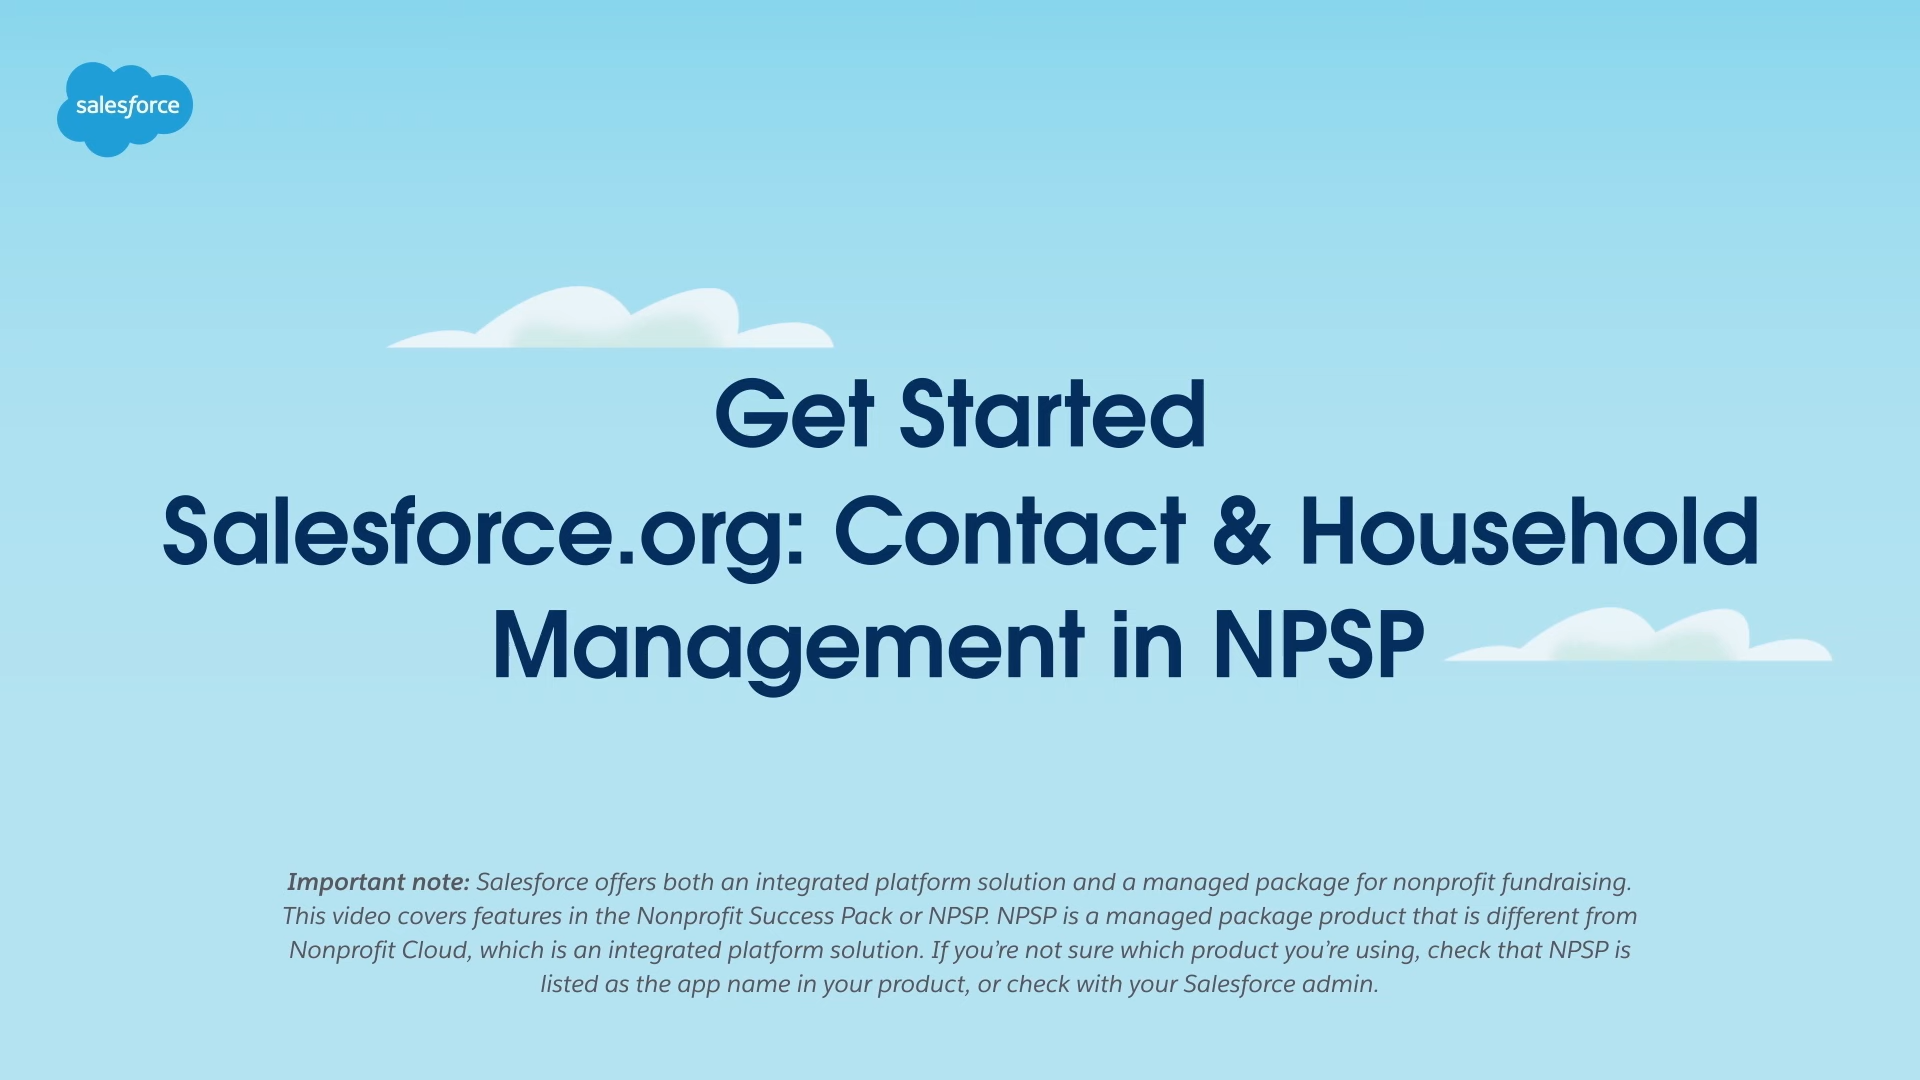 salesforce
Get Started
Salesforce.org: Contact & Household
Management in NPSP
Important note: Salesforce offers both an integrated platform solution and a managed package for nonprofit fundraising.
This video covers features in the Nonprofit Success Pack or NPSP. NPSP is a managed package product that is different from
Nonprofit Cloud, which is an integrated platform solution. If you’re not sure which product you’re using, check that NPSP is
listed as the app name in your product, or check with your Salesforce admin.